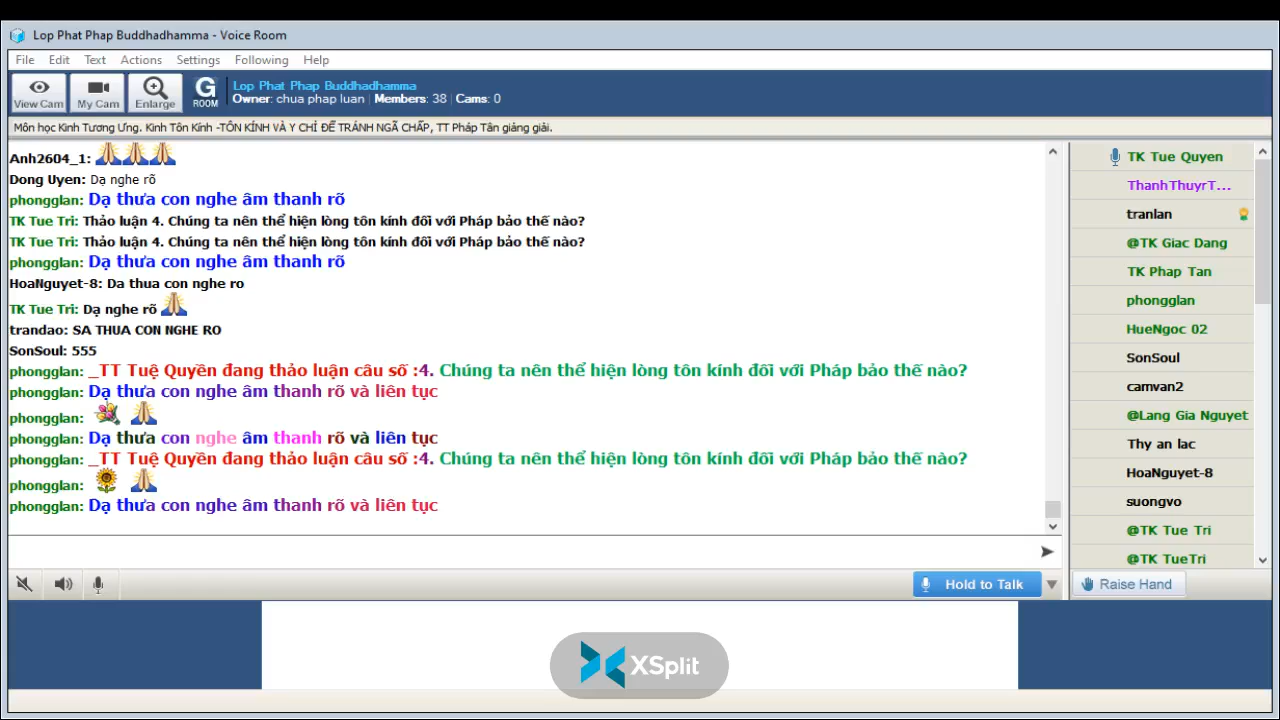 Lop Phat Phap Buddhadhamma - Voice Room
File Edit Text Actions Settings Following Help
View Cam My Cam Enlarge G ROOM
Lop Phat Phap Buddhadhamma
Owner: chua phap luan | Members: 38 | Cams: 0
Môn học Kinh Tương Ưng. Kinh Tôn Kính -TÔN KÍNH VÀ Y CHỈ ĐỂ TRÁNH NGÃ CHẤP, TT Pháp Tân giảng giải.
Anh2604_1:
Dong Uyen: Dạ nghe rõ
phongglan: Dạ thưa con nghe âm thanh rõ
TK Tue Tri: Thảo luận 4. Chúng ta nên thể hiện lòng tôn kính đối với Pháp bảo thế nào?
TK Tue Tri: Thảo luận 4. Chúng ta nên thể hiện lòng tôn kính đối với Pháp bảo thế nào?
phongglan: Dạ thưa con nghe âm thanh rõ
HoaNguyet-8: Da thua con nghe ro
TK Tue Tri: Dạ nghe rõ
trandao: SA THUA CON NGHE RO
SonSoul: 555
phongglan: _TT Tuệ Quyền đang thảo luận câu số :4. Chúng ta nên thể hiện lòng tôn kính đối với Pháp bảo thế nào?
phongglan: Dạ thưa con nghe âm thanh rõ và liên tục
phongglan:
phongglan: Dạ thưa con nghe âm thanh rõ và liên tục
phongglan: _TT Tuệ Quyền đang thảo luận câu số :4. Chúng ta nên thể hiện lòng tôn kính đối với Pháp bảo thế nào?
phongglan:
phongglan: Dạ thưa con nghe âm thanh rõ và liên tục
TK Tue Quyen
ThanhThuyrT...
tranlan
@TK Giac Dang
TK Phap Tan
phongglan
HueNgoc 02
SonSoul
camvan2
@Lang Gia Nguyet
Thy an lac
HoaNguyet-8
suongvo
@TK Tue Tri
@TK TueTri
Hold to Talk
Raise Hand
XSplit